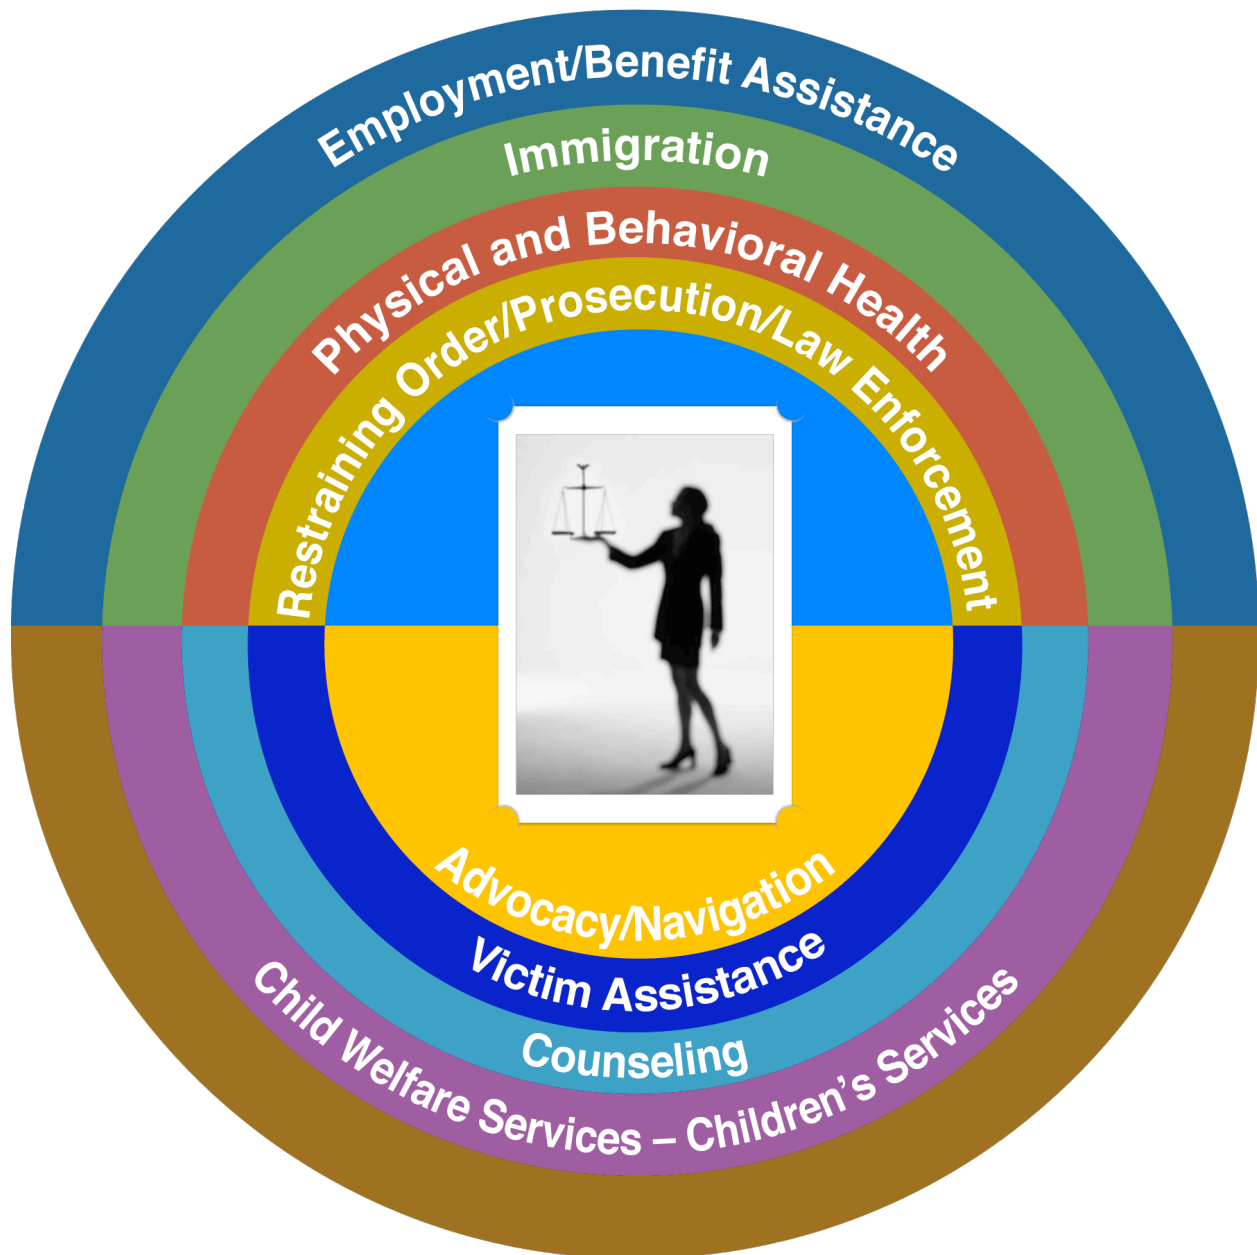 Employment/Benefit Assistance
Immigration
Physical and Behavioral Health
Restraining Order/Prosecution/Law Enforcement
Advocacy/Navigation
Victim Assistance
Counseling
Child Welfare Services – Children’s Services